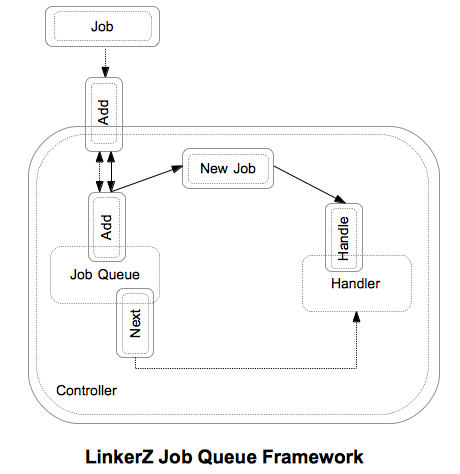 Job
Add
New Job
Add
Handle
Job Queue
Handler
Next
Controller
LinkerZ Job Queue Framework